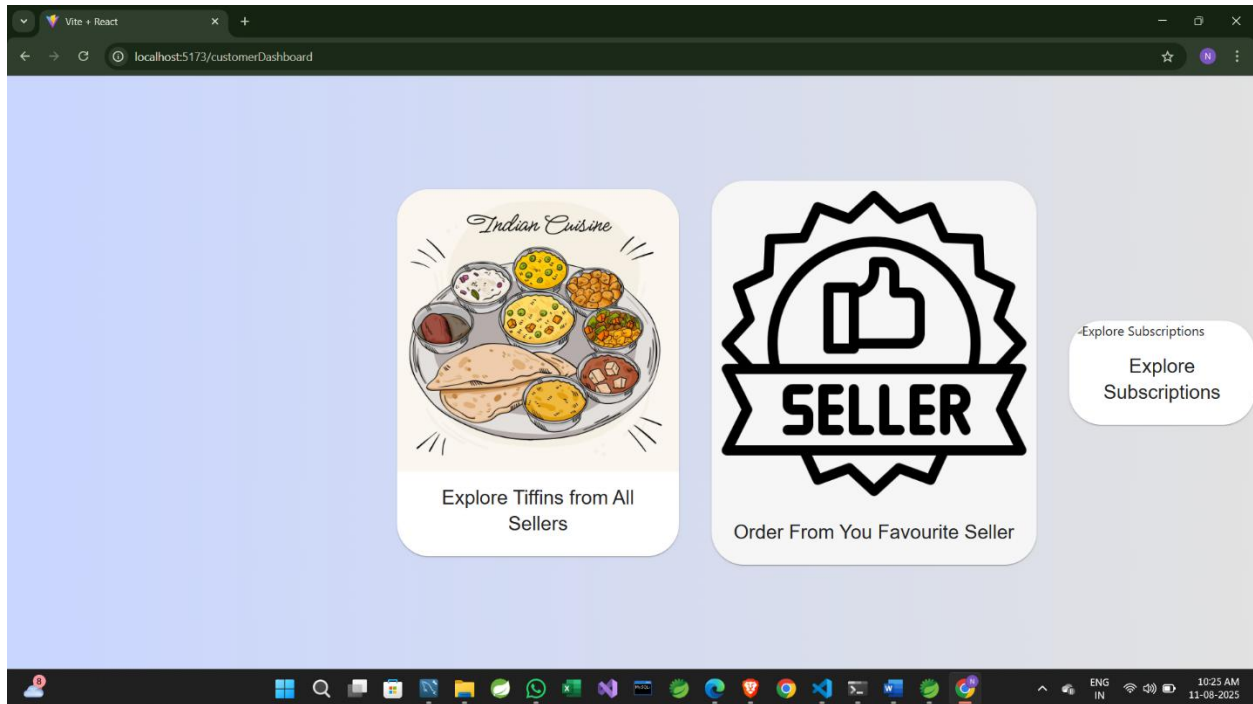 Vite + React
localhost:5173/customerDashboard
N
Indian Cuisine
Explore Tiffins from All
Sellers
SELLER
Order From You Favourite Seller
Explore Subscriptions
Explore
Subscriptions
8
ENG
IN
10:25 AM
11-08-2025